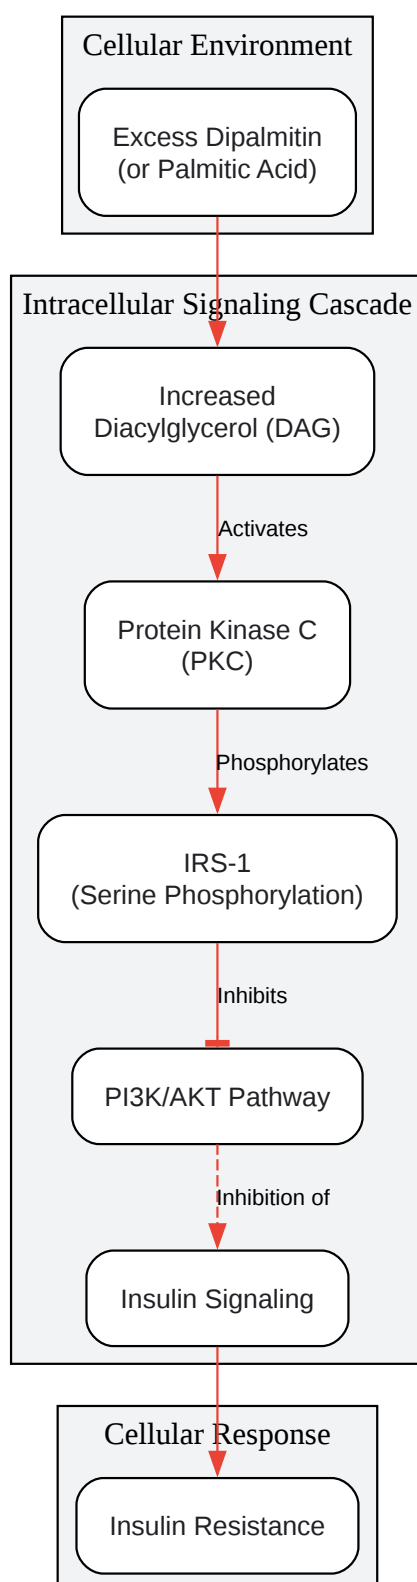 Cellular Environment
Excess Dipalmitin
(or Palmitic Acid)
Intracellular Signaling Cascade
Increased
Diacylglycerol (DAG)
Activates
Protein Kinase C
(PKC)
Phosphorylates
IRS-1
(Serine Phosphorylation)
Inhibits
PI3K/AKT Pathway
Inhibition of
Insulin Signaling
Cellular Response
Insulin Resistance